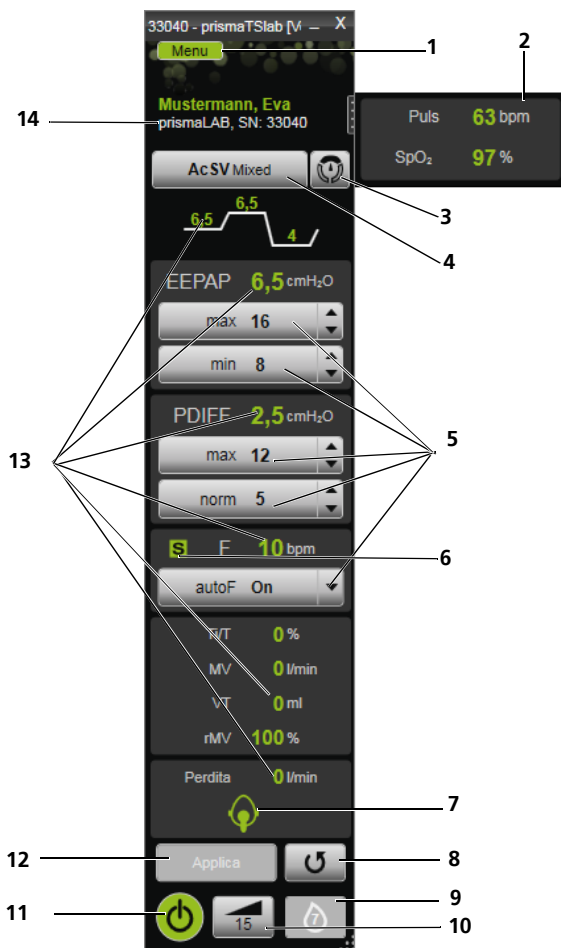 33040 - prismaTSlab [V – X
Menu
1
2
Mustermann, Eva
prismaLAB, SN: 33040
14
Puls 63 bpm
SpO₂ 97 %
AcSV Mixed
3
4
6,5 6,5 4
EEPAP 6,5 cmH₂O
max 16
min 8
PDIFF 2,5 cmH₂O
max 12
norm 5
5
13
S F 10 bpm
6
autoF On
Ti/T 0 %
MV 0 l/min
VT 0 ml
rMV 100 %
Perdita 0 l/min
7
12
Applica
8
9
7
11
15
10